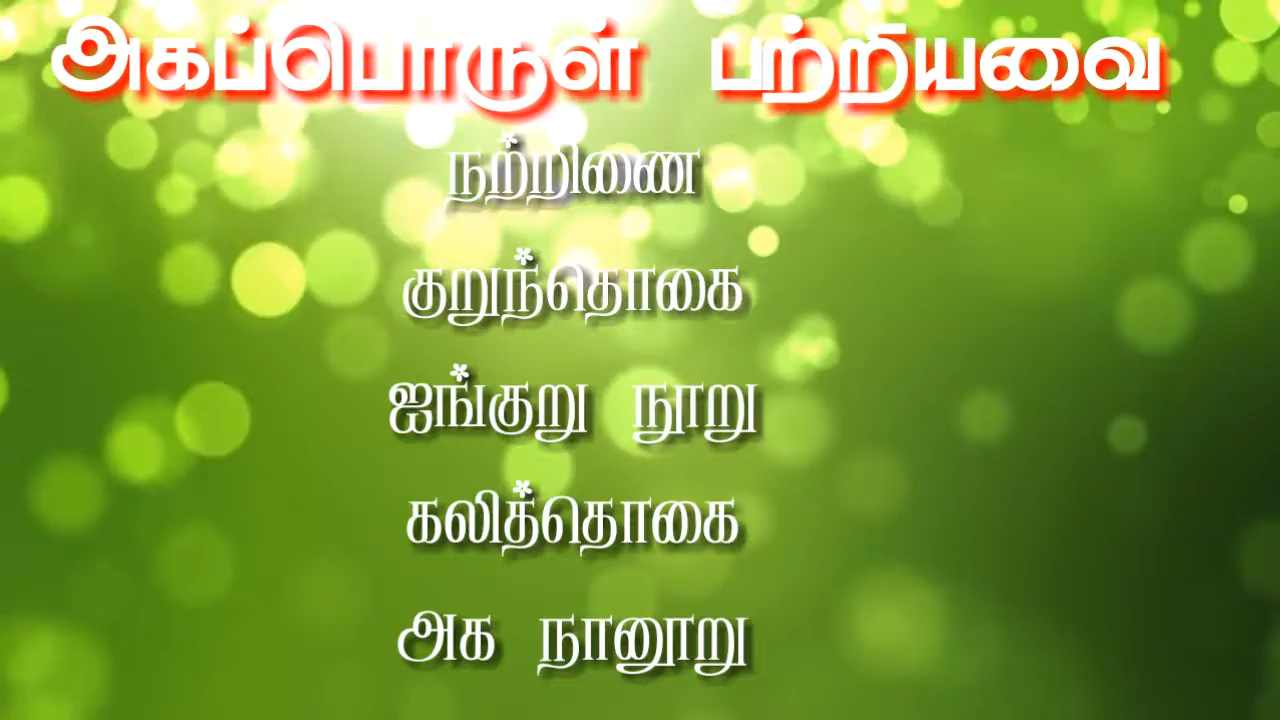 அகப்பொருள் பற்றியவை
நற்றிணை
குறுந்தொகை
ஐங்குறு நூறு
கலித்தொகை
அக நானூறு